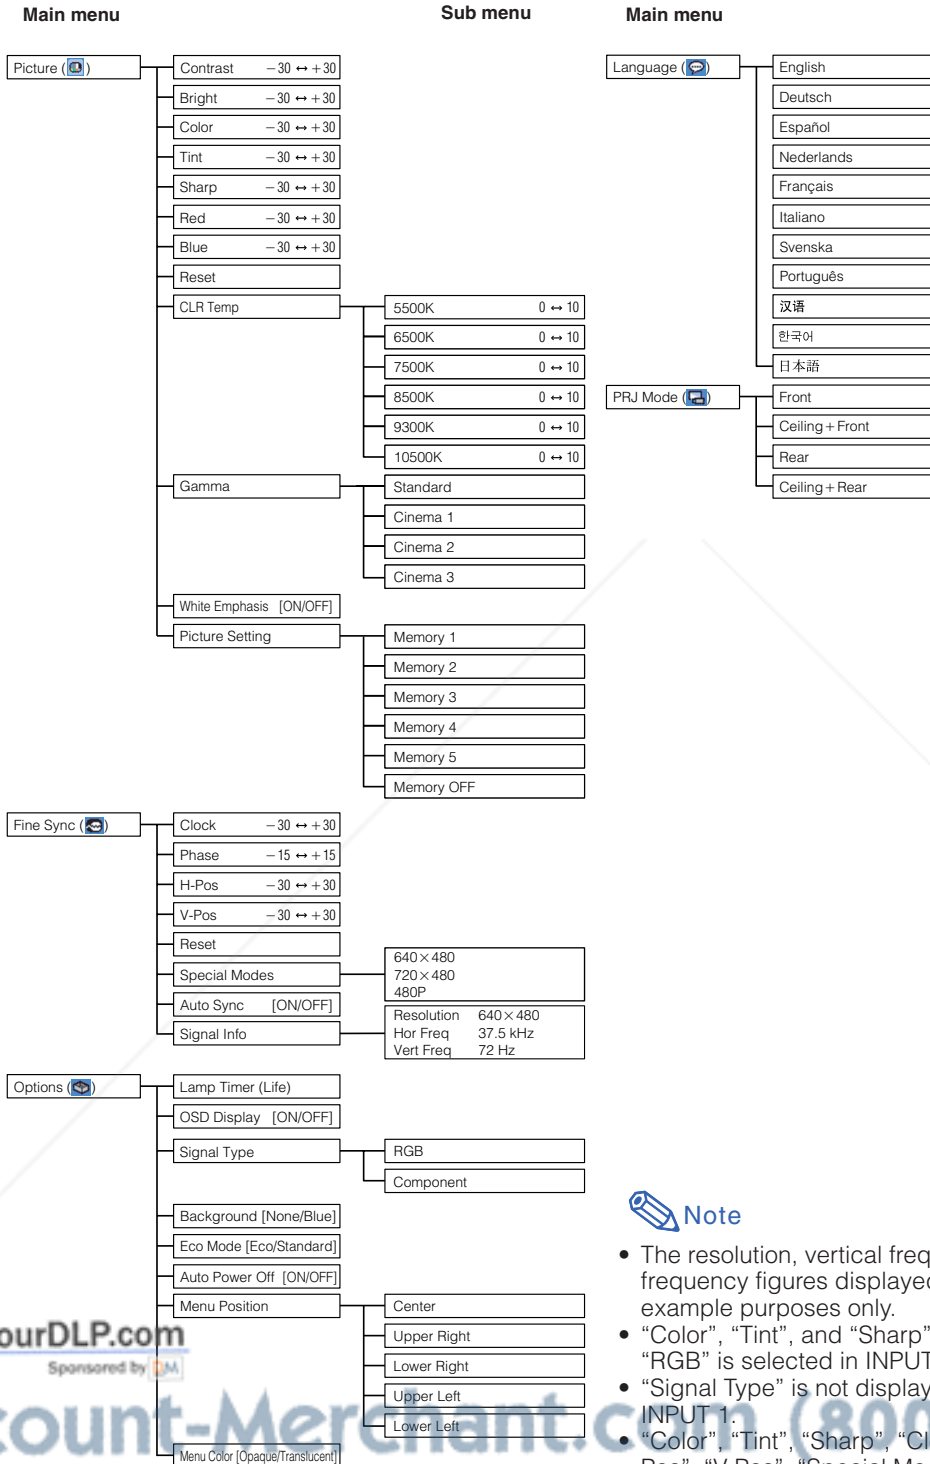 Main menu
Sub menu
Main menu
Picture ( )
Contrast −30 ↔ +30
Bright −30 ↔ +30
Color −30 ↔ +30
Tint −30 ↔ +30
Sharp −30 ↔ +30
Red −30 ↔ +30
Blue −30 ↔ +30
Reset
CLR Temp
5500K 0 ↔ 10
6500K 0 ↔ 10
7500K 0 ↔ 10
8500K 0 ↔ 10
9300K 0 ↔ 10
10500K 0 ↔ 10
Gamma
Standard
Cinema 1
Cinema 2
Cinema 3
White Emphasis [ON/OFF]
Picture Setting
Memory 1
Memory 2
Memory 3
Memory 4
Memory 5
Memory OFF
Fine Sync ( )
Clock −30 ↔ +30
Phase −15 ↔ +15
H-Pos −30 ↔ +30
V-Pos −30 ↔ +30
Reset
Special Modes
640×480
720×480
480P
Auto Sync [ON/OFF]
Signal Info
Resolution 640×480
Hor Freq 37.5 kHz
Vert Freq 72 Hz
Options ( )
Lamp Timer (Life)
OSD Display [ON/OFF]
Signal Type
RGB
Component
Background [None/Blue]
Eco Mode [Eco/Standard]
Auto Power Off [ON/OFF]
Menu Position
Center
Upper Right
Lower Right
Upper Left
Lower Left
Menu Color [Opaque/Translucent]
Language ( )
English
Deutsch
Español
Nederlands
Français
Italiano
Svenska
Português
汉语
한국어
日本語
PRJ Mode ( )
Front
Ceiling+Front
Rear
Ceiling+Rear
Note
• The resolution, vertical freq
frequency figures displayed
example purposes only.
• “Color”, “Tint”, and “Sharp”
“RGB” is selected in INPUT
• “Signal Type” is not display
INPUT 1.
• “Color”, “Tint”, “Sharp”, “Cl
ourDLP.com
Sponsored by DM
count-Merchant.com (800